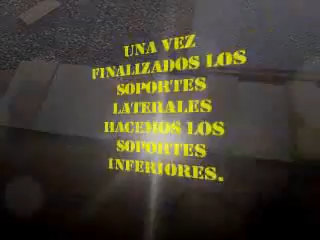 UNA VEZ
FINALIZADOS LOS
SOPORTES
LATERALES
HACEMOS LOS
SOPORTES
INFERIORES.